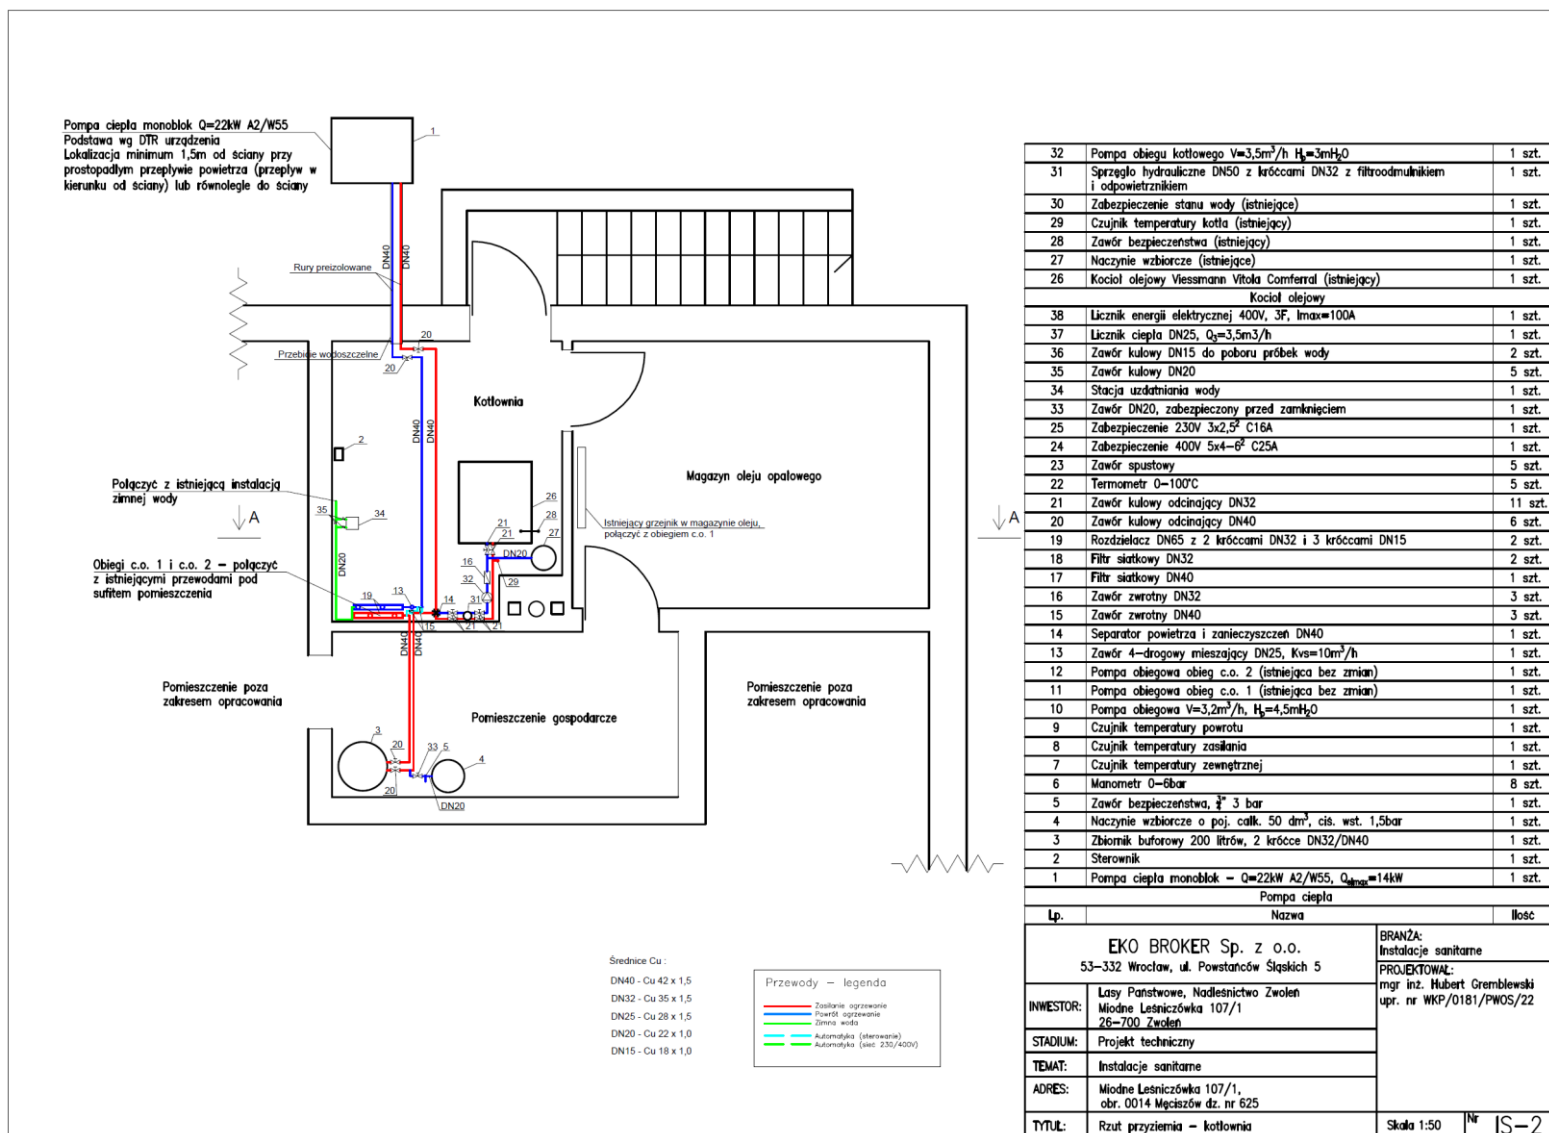 Pompa ciepła monoblok Q=22kW A2/W55
Podstawa wg DTR urządzenia
Lokalizacja minimum 1,5m od ściany przy
prostopadłym przepływie powietrza (przepływ w
kierunku od ściany) lub równolegle do ściany
1
DN40
DN40
Rury preizolowane
Przebicie wodoszczelne
20
20
Kotłownia
DN40
DN40
2
Magazyn oleju opałowego
Połączyć z istniejącą instalacją
zimnej wody
A
A
35
34
26
28
27
Istniejący grzejnik w magazynie oleju,
połączyć z obiegiem c.o. 1
21
21
DN20
DN20
Obiegi c.o. 1 i c.o. 2 – połączyć
z istniejącymi przewodami pod
sufitem pomieszczenia
16
32
29
19
13
14
31
15
21
21
DN40
DN40
Pomieszczenie poza
zakresem opracowania
Pomieszczenie gospodarcze
Pomieszczenie poza
zakresem opracowania
3
20
33
5
4
20
DN20
32 Pompa obiegu kotłowego V=3,5m³/h Hp=3mH₂O 1 szt.
31 Sprzęgło hydrauliczne DN50 z króćcami DN32 z filtroodmulnikiem 1 szt.
i odpowietrznikiem
30 Zabezpieczenie stanu wody (istniejące) 1 szt.
29 Czujnik temperatury kotła (istniejący) 1 szt.
28 Zawór bezpieczeństwa (istniejący) 1 szt.
27 Naczynie wzbiorcze (istniejące) 1 szt.
26 Kocioł olejowy Viessmann Vitola Comferral (istniejący) 1 szt.
Kocioł olejowy
38 Licznik energii elektrycznej 400V, 3F, Imax=100A 1 szt.
37 Licznik ciepła DN25, Q₃=3,5m3/h 1 szt.
36 Zawór kulowy DN15 do poboru próbek wody 2 szt.
35 Zawór kulowy DN20 5 szt.
34 Stacja uzdatniania wody 1 szt.
33 Zawór DN20, zabezpieczony przed zamknięciem 1 szt.
25 Zabezpieczenie 230V 3x2,5² C16A 1 szt.
24 Zabezpieczenie 400V 5x4–6² C25A 1 szt.
23 Zawór spustowy 5 szt.
22 Termometr 0–100°C 5 szt.
21 Zawór kulowy odcinający DN32 11 szt.
20 Zawór kulowy odcinający DN40 6 szt.
19 Rozdzielacz DN65 z 2 króćcami DN32 i 3 króćcami DN15 2 szt.
18 Filtr siatkowy DN32 2 szt.
17 Filtr siatkowy DN40 1 szt.
16 Zawór zwrotny DN32 3 szt.
15 Zawór zwrotny DN40 3 szt.
14 Separator powietrza i zanieczyszczeń DN40 1 szt.
13 Zawór 4-drogowy mieszający DN25, Kvs=10m³/h 1 szt.
12 Pompa obiegowa obieg c.o. 2 (istniejąca bez zmian) 1 szt.
11 Pompa obiegowa obieg c.o. 1 (istniejąca bez zmian) 1 szt.
10 Pompa obiegowa V=3,2m³/h, Hp=4,5mH₂O 1 szt.
9 Czujnik temperatury powrotu 1 szt.
8 Czujnik temperatury zasilania 1 szt.
7 Czujnik temperatury zewnętrznej 1 szt.
6 Manometr 0–6bar 8 szt.
5 Zawór bezpieczeństwa, ¾" 3 bar 1 szt.
4 Naczynie wzbiorcze o poj. całk. 50 dm³, ciś. wst. 1,5bar 1 szt.
3 Zbiornik buforowy 200 litrów, 2 króćce DN32/DN40 1 szt.
2 Sterownik 1 szt.
1 Pompa ciepła monoblok – Q=22kW A2/W55, Qelmax=14kW 1 szt.
Pompa ciepła
Lp. Nazwa Ilość
EKO BROKER Sp. z o.o.
53–332 Wrocław, ul. Powstańców Śląskich 5
BRANŻA:
Instalacje sanitarne
PROJEKTOWAŁ:
mgr inż. Hubert Gremblewski
upr. nr WKP/0181/PWOS/22
INWESTOR: Lasy Państwowe, Nadleśnictwo Zwoleń
Miodne Leśniczówka 107/1
26–700 Zwoleń
STADIUM: Projekt techniczny
TEMAT: Instalacje sanitarne
ADRES: Miodne Leśniczówka 107/1,
obr. 0014 Męciszów dz. nr 625
TYTUŁ: Rzut przyziemia – kotłownia
Skala 1:50
Nr IS–2
Średnice Cu :
DN40 - Cu 42 x 1,5
DN32 - Cu 35 x 1,5
DN25 - Cu 28 x 1,5
DN20 - Cu 22 x 1,0
DN15 - Cu 18 x 1,0
Przewody – legenda
Zasilanie ogrzewanie
Powrót ogrzewanie
Zimna woda
Automatyka (sterowanie)
Automatyka (sieć 230/400V)